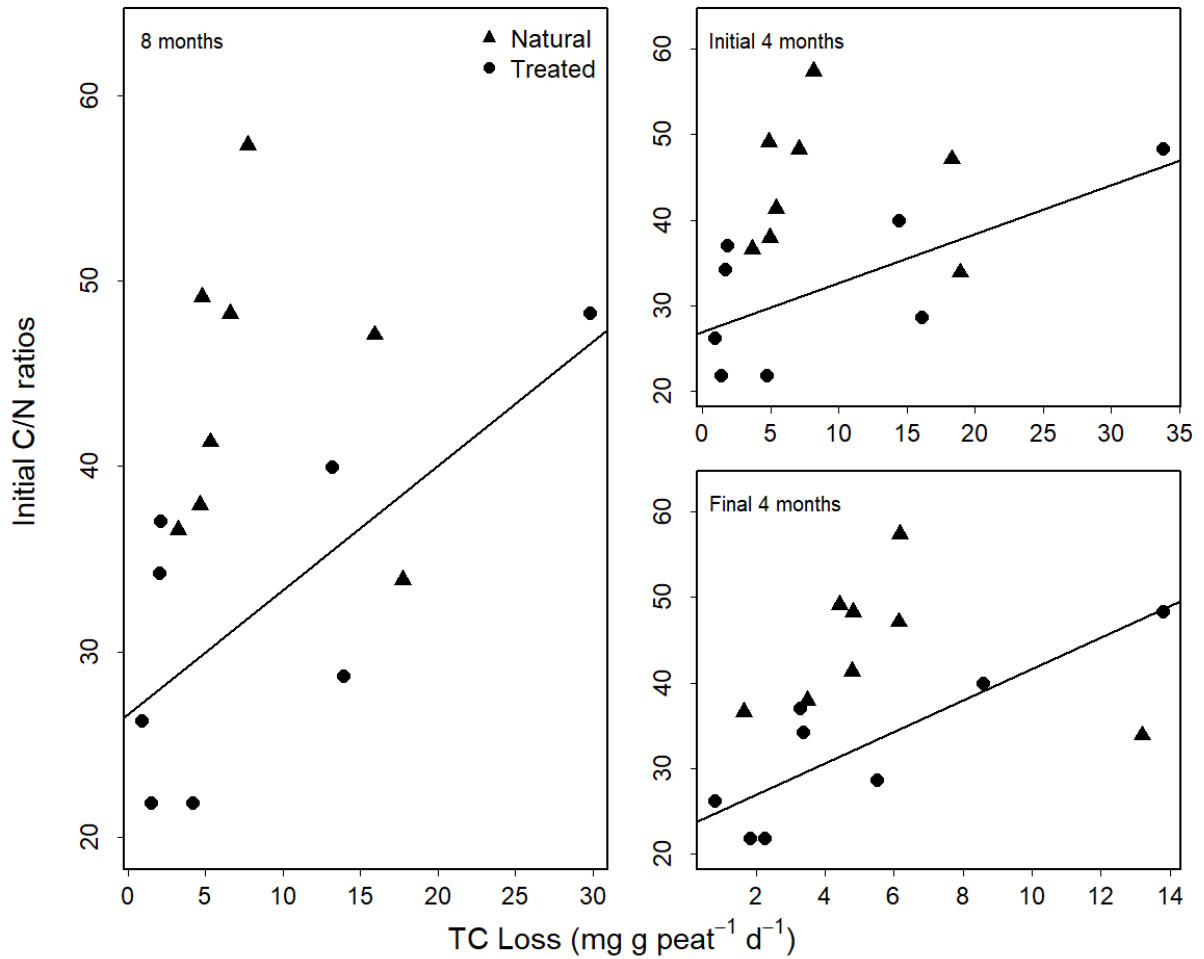 8 months
Natural
Treated
60
50
40
30
20
0 5 10 15 20 25 30
Initial 4 months
60
50
40
30
20
0 5 10 15 20 25 30 35
Final 4 months
60
50
40
30
20
2 4 6 8 10 12 14
Initial C/N ratios
TC Loss (mg g peat⁻¹ d⁻¹)